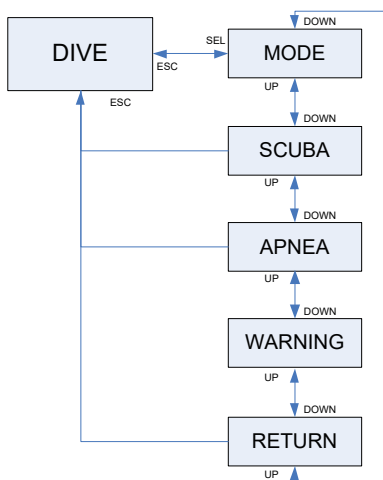 DOWN
DIVE
SEL
MODE
ESC
UP
ESC
DOWN
SCUBA
UP
DOWN
APNEA
UP
DOWN
WARNING
UP
DOWN
RETURN
UP